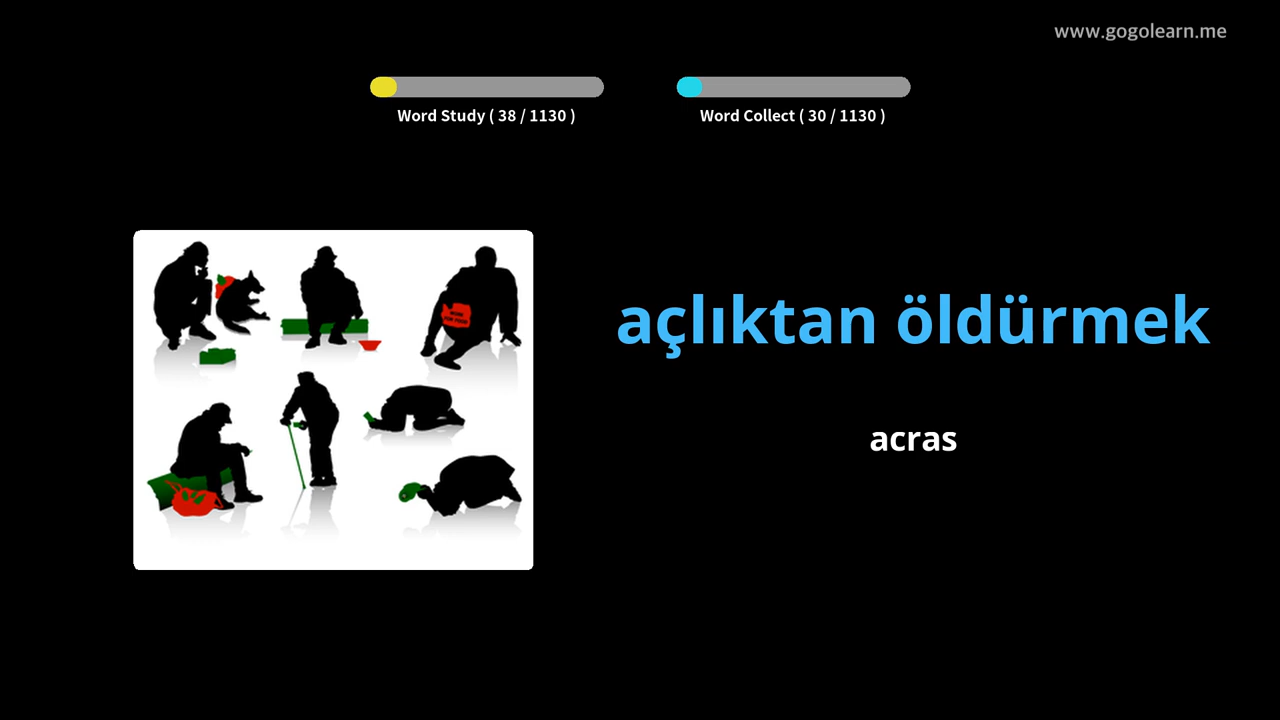 www.gogolearn.me
Word Study ( 38 / 1130 )
Word Collect ( 30 / 1130 )
açlıktan öldürmek
acras